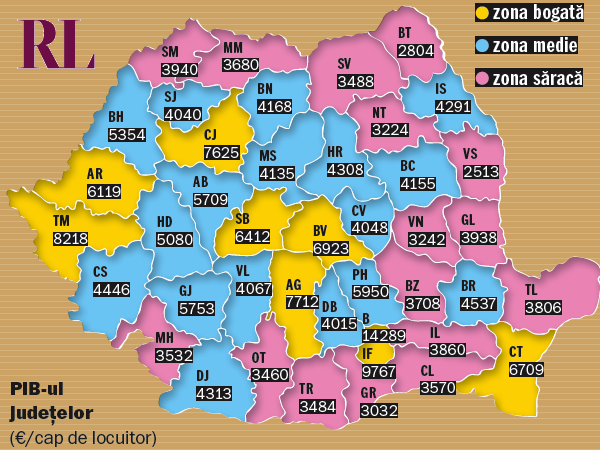 RL
zona bogată
zona medie
zona săracă
BT
2804
SM
3940
MM
3680
SV
3488
SJ
4040
BN
4168
IS
4291
BH
5354
CJ
7625
NT
3224
MS
4135
HR
4308
BC
4155
VS
2513
AR
6119
AB
5709
TM
8218
HD
5080
SB
6412
BV
6923
CV
4048
VN
3242
GL
3938
CS
4446
GJ
5753
VL
4067
AG
7712
PH
5950
DB
4015
BZ
3708
BR
4537
TL
3806
B
14289
MH
3532
IL
3860
IF
9767
CT
6709
OT
3460
DJ
4313
TR
3484
CL
3570
GR
3032
PIB-ul
Județelor
(€/cap de locuitor)